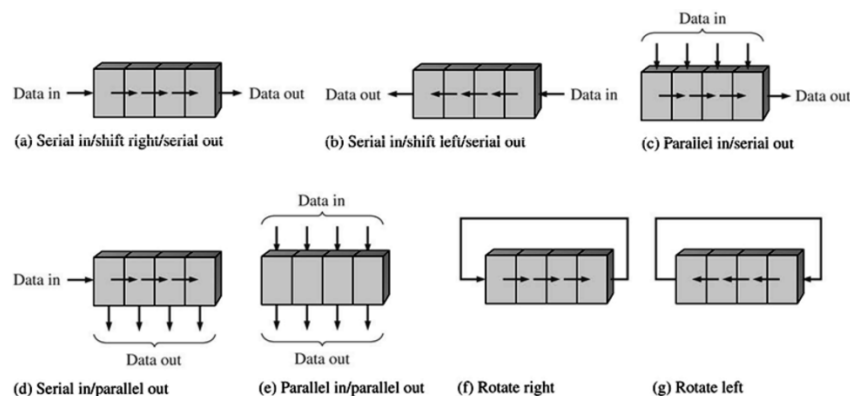 Data in
Data out
(a) Serial in/shift right/serial out
Data out
Data in
(b) Serial in/shift left/serial out
Data in
Data out
(c) Parallel in/serial out
Data in
Data out
(d) Serial in/parallel out
Data in
Data out
(e) Parallel in/parallel out
(f) Rotate right
(g) Rotate left